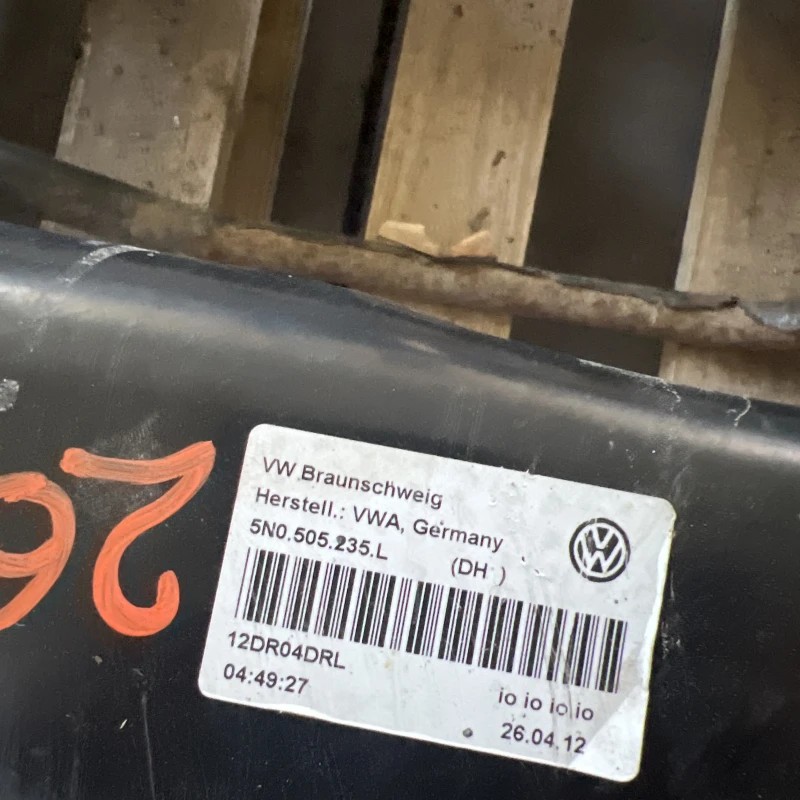 VW Braunschweig
Herstell.: VWA, Germany
5N0.505.235.L (DH )
12DR04DRL
04:49:27
io io io io
26.04.12
26